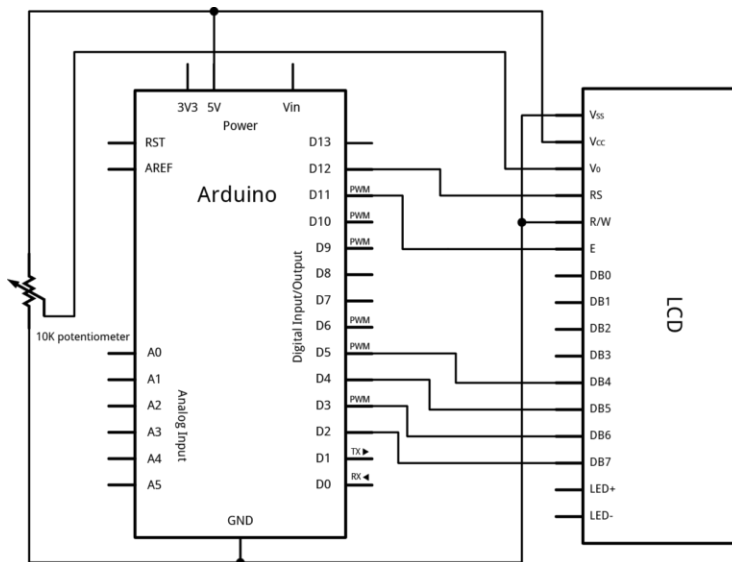 3V3 5V Vin
Power
RST
AREF
Arduino
D13
D12
D11 PWM
D10 PWM
D9 PWM
D8
D7
D6 PWM
D5 PWM
D4
D3 PWM
D2
D1 TX ▶
D0 RX ◀
Digital Input/Output
10K potentiometer
A0
A1
A2
A3
A4
A5
Analog Input
GND
Vss
Vcc
V0
RS
R/W
E
DB0
DB1
DB2
DB3
DB4
DB5
DB6
DB7
LED+
LED-
LCD